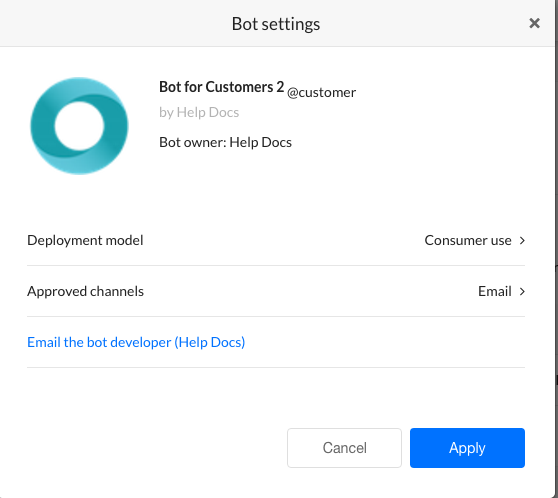 Bot settings
Bot for Customers 2 @customer
by Help Docs
Bot owner: Help Docs
Deployment model Consumer use
Approved channels Email
Email the bot developer (Help Docs)
Cancel Apply